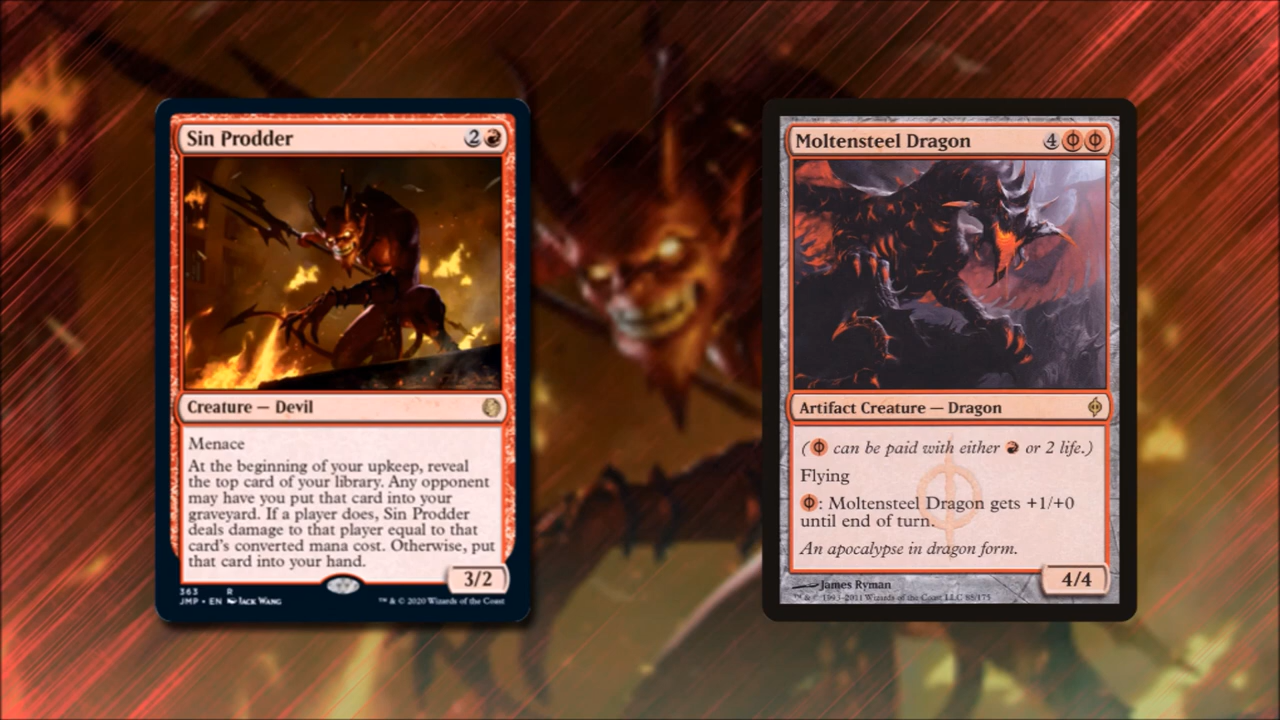 Sin Prodder 2
Creature — Devil
Menace
At the beginning of your upkeep, reveal
the top card of your library. Any opponent
may have you put that card into your
graveyard. If a player does, Sin Prodder
deals damage to that player equal to that
card's converted mana cost. Otherwise, put
that card into your hand.
3/2
363 R
JMP • EN Jack Wang
™ & © 2020 Wizards of the Coast
Moltensteel Dragon 4
Artifact Creature — Dragon
( can be paid with either or 2 life.)
Flying
: Moltensteel Dragon gets +1/+0
until end of turn.
An apocalypse in dragon form.
4/4
James Ryman
™ & © 1993–2011 Wizards of the Coast LLC 88/175